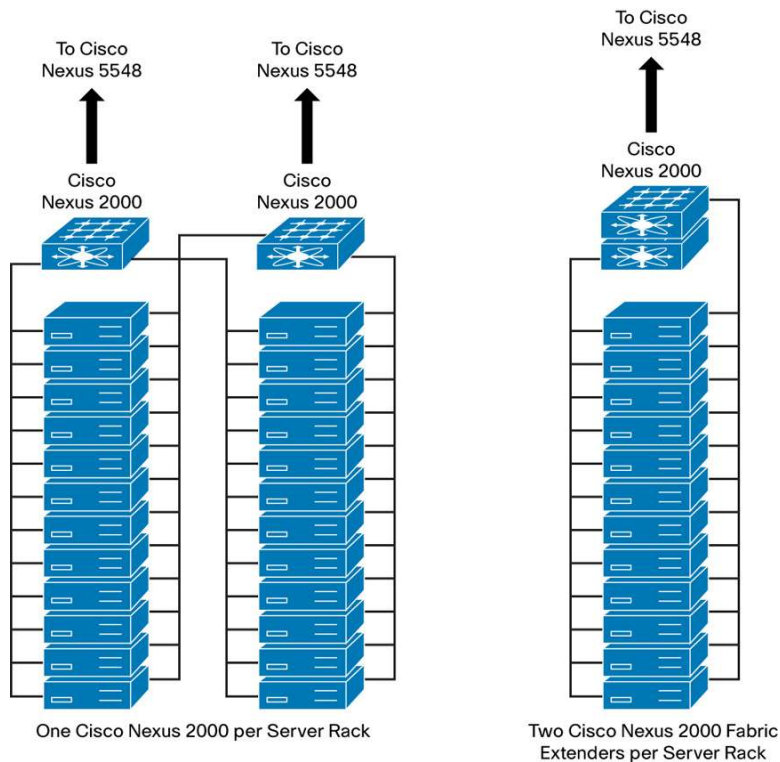 To Cisco
Nexus 5548
To Cisco
Nexus 5548
To Cisco
Nexus 5548
Cisco
Nexus 2000
Cisco
Nexus 2000
Cisco
Nexus 2000
One Cisco Nexus 2000 per Server Rack
Two Cisco Nexus 2000 Fabric
Extenders per Server Rack